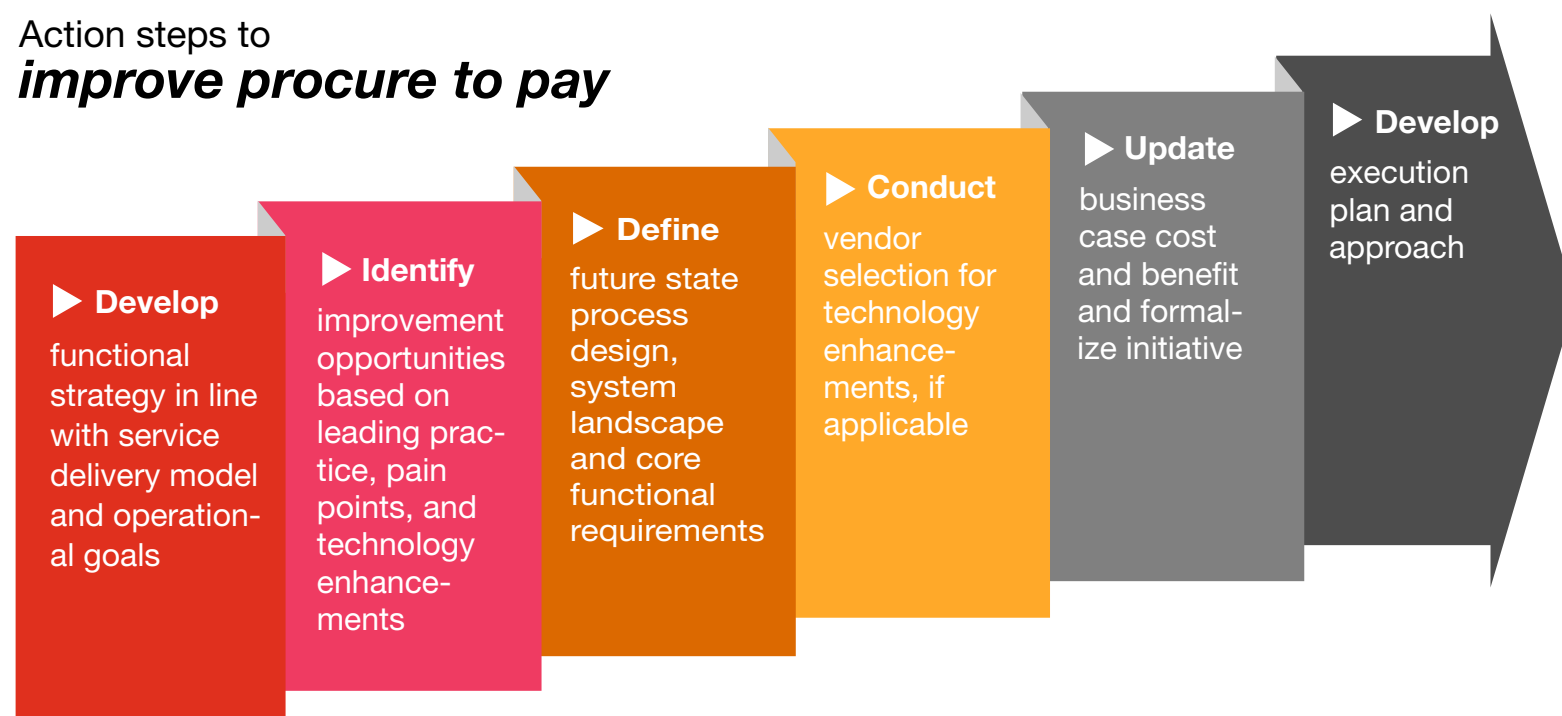 Action steps to
improve procure to pay
Develop
functional
strategy in line
with service
delivery model
and operation-
al goals
Identify
improvement
opportunities
based on
leading prac-
tice, pain
points, and
technology
enhance-
ments
Define
future state
process
design,
system
landscape
and core
functional
requirements
Conduct
vendor
selection for
technology
enhance-
ments, if
applicable
Update
business
case cost
and benefit
and formal-
ize initiative
Develop
execution
plan and
approach